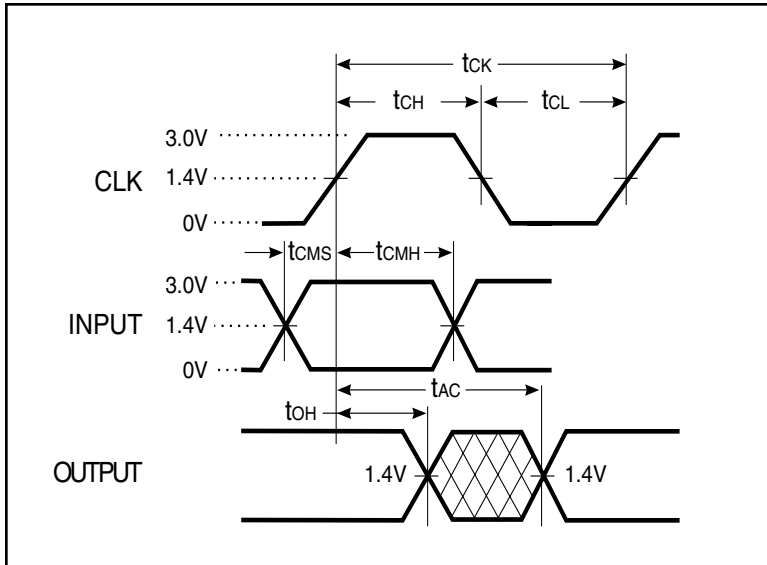 tCK
tCH tCL
3.0V
CLK 1.4V
0V
tCMS tCMH
3.0V
INPUT 1.4V
0V
tAC
tOH
OUTPUT 1.4V 1.4V